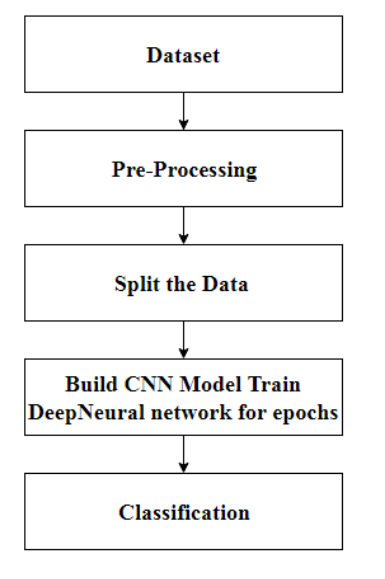 Dataset
Pre-Processing
Split the Data
Build CNN Model Train
DeepNeural network for epochs
Classification